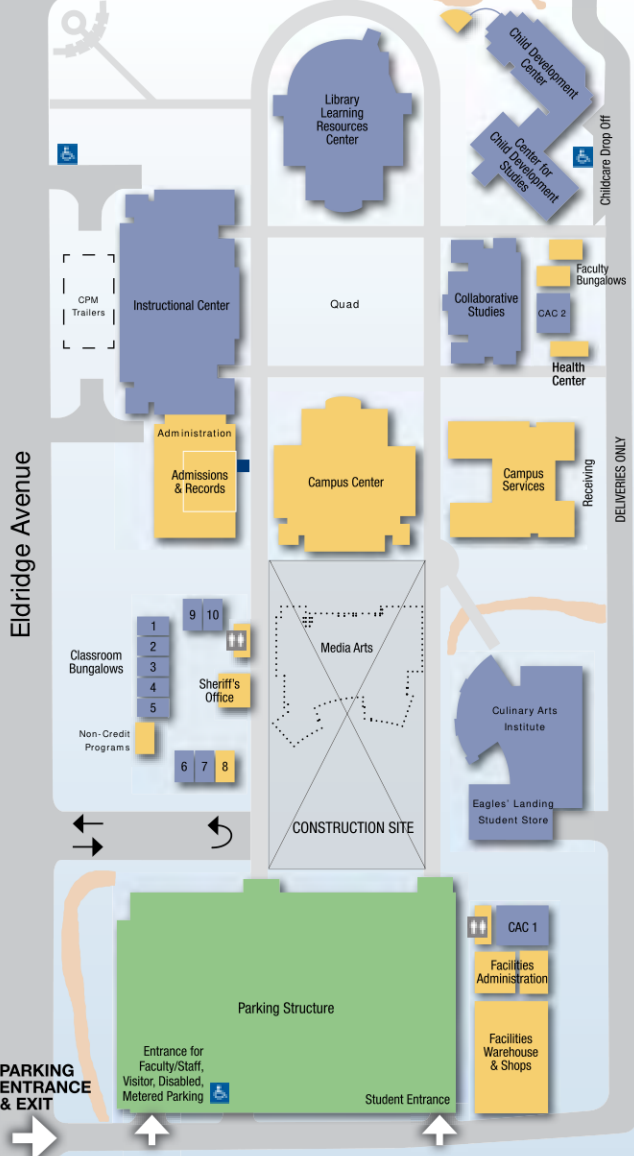 Child Development
Center
Library
Learning
Resources
Center
Center for
Child Development
Studies
Childcare Drop Off
CPM
Trailers
Instructional Center
Quad
Collaborative
Studies
Faculty
Bungalows
CAC 2
Health
Center
Administration
Admissions
& Records
Campus Center
Campus
Services
Receiving
DELIVERIES ONLY
Eldridge Avenue
9 10
1
2
3
4
5
Classroom
Bungalows
Sheriff's
Office
Media Arts
Non-Credit
Programs
6 7 8
Culinary Arts
Institute
Eagles' Landing
Student Store
CONSTRUCTION SITE
CAC 1
Facilities
Administration
Parking Structure
Facilities
Warehouse
& Shops
Entrance for
Faculty/Staff,
Visitor, Disabled,
Metered Parking
Student Entrance
PARKING
ENTRANCE
& EXIT